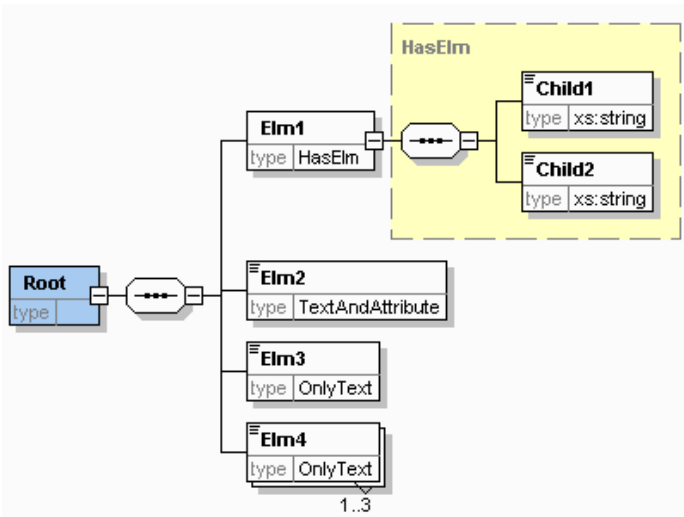 HasElm
Child1
type xs:string
Elm1
type HasElm
Child2
type xs:string
Root
type
Elm2
type TextAndAttribute
Elm3
type OnlyText
Elm4
type OnlyText
1..3